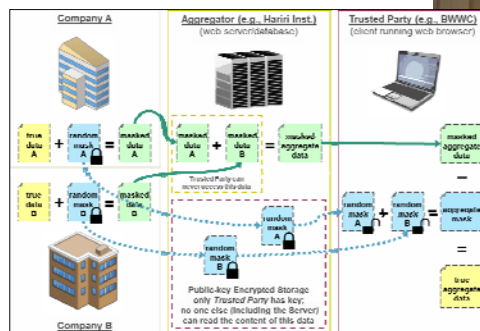 Company A
Aggregator (e.g., Hariri Inst.)
(web server/database)
Trusted Party (e.g., BWWC)
(client running web browser)
true
data
A
+
random
mask
A
=
masked
data
A
masked
data
A
+
masked
data
B
=
masked
aggregate
data
masked
aggregate
data
Trusted Party can
never access this data
–
true
data
B
+
random
mask
B
=
masked
data
B
random
mask
A
random
mask
B
random
mask
A
+
random
mask
B
=
aggregate
mask
=
true
aggregate
data
Public-key Encrypted Storage
only Trusted Party has key;
no one else (including the Server) can
can read the content of this data
Company B